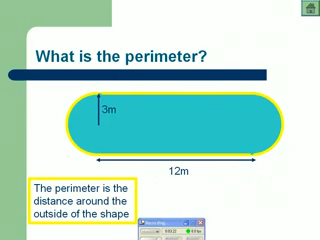 What is the perimeter?
3m
12m
The perimeter is the
distance around the
outside of the shape